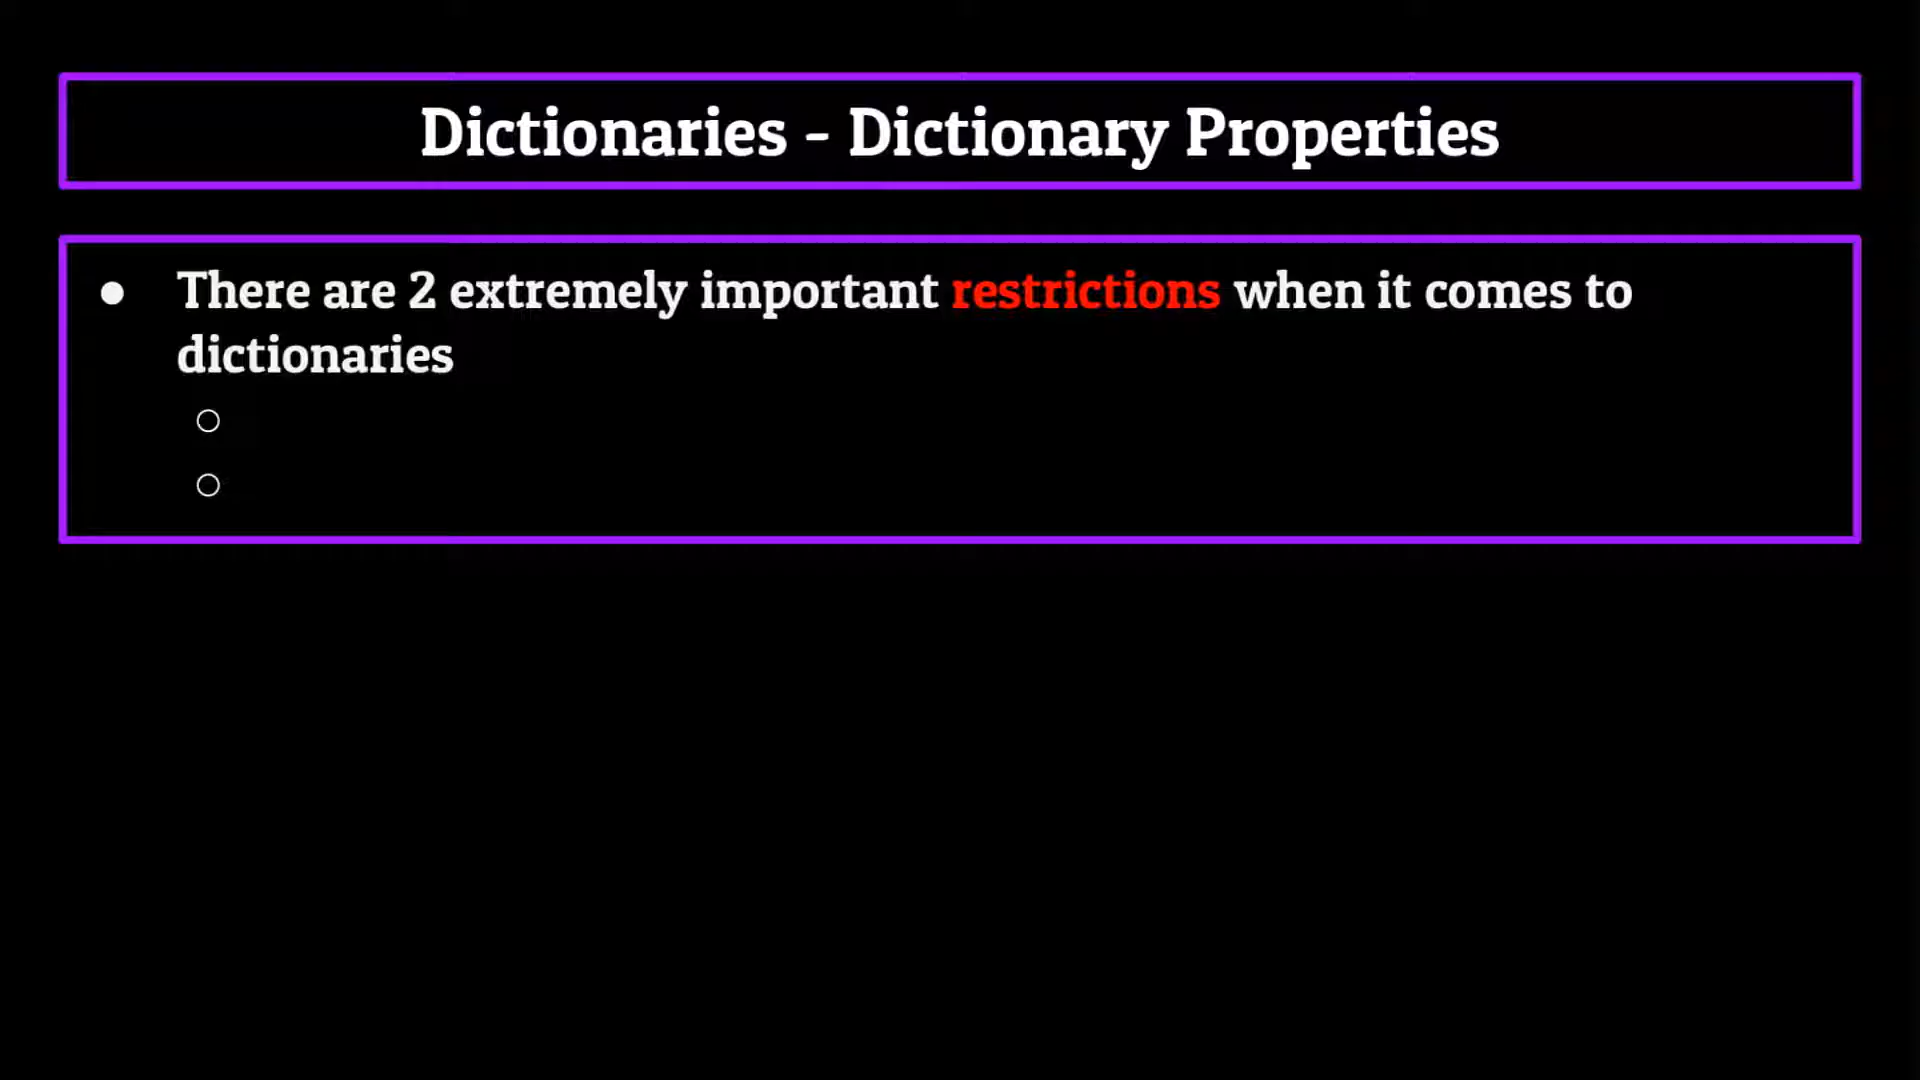 Dictionaries - Dictionary Properties
● There are 2 extremely important restrictions when it comes to
dictionaries
○
○